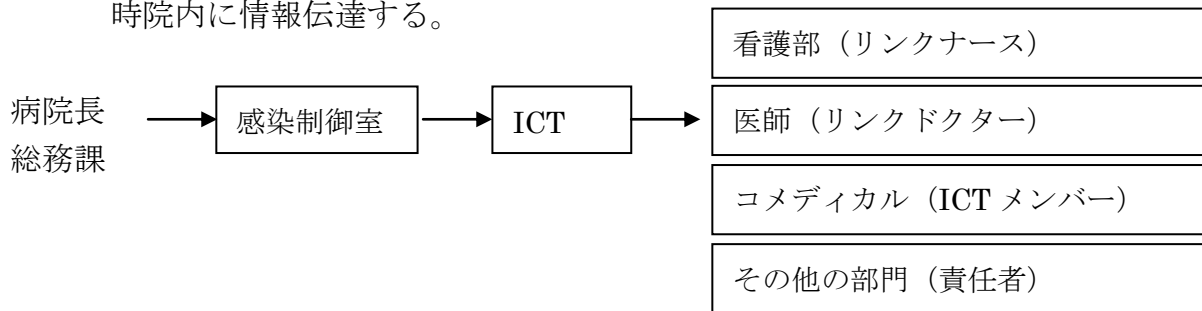 時院内に情報伝達する。
病院長
総務課
感染制御室
ICT
看護部（リンクナース）
医師（リンクドクター）
コメディカル（ICT メンバー）
その他の部門（責任者）